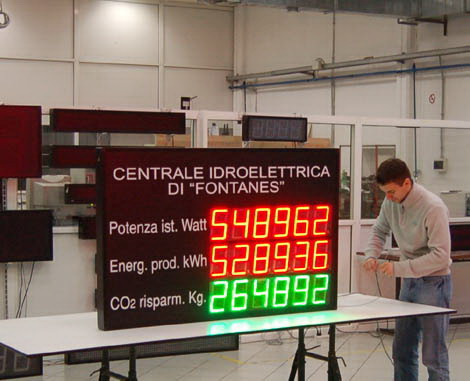 CENTRALE IDROELETTRICA
DI "FONTANES"
Potenza ist. Watt 548962
Energ. prod. kWh 528936
CO2 risparm. Kg. 264892